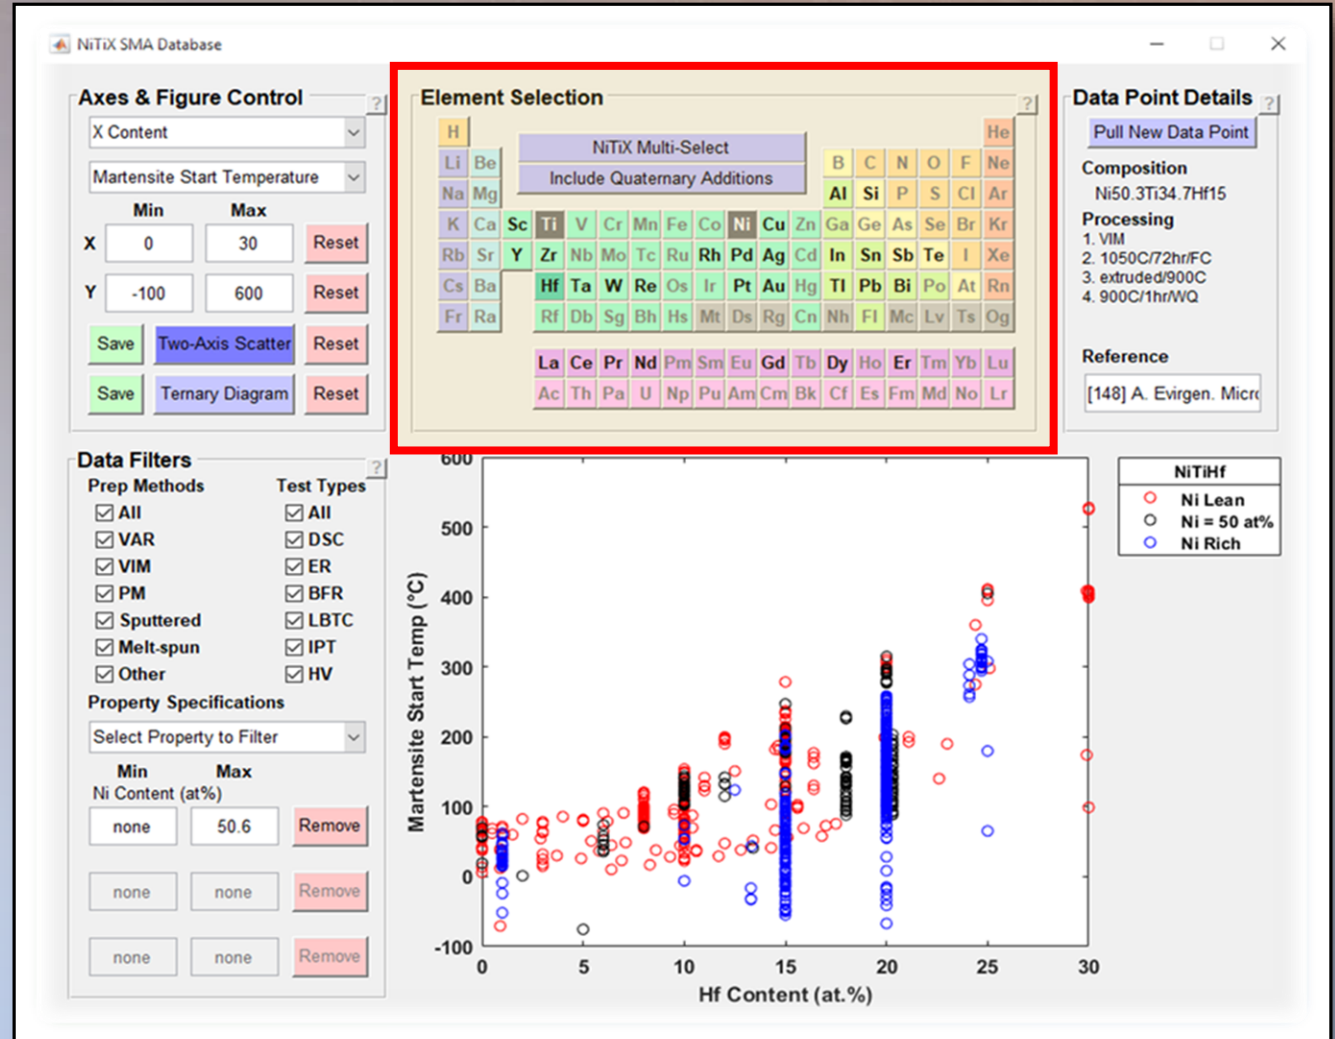 NiTiX SMA Database
Axes & Figure Control
?
X Content
Martensite Start Temperature
Min Max
X 0 30 Reset
Y -100 600 Reset
Save Two-Axis Scatter Reset
Save Ternary Diagram Reset
Element Selection
?
NiTiX Multi-Select
Include Quaternary Additions
H He
Li Be B C N O F Ne
Na Mg Al Si P S Cl Ar
K Ca Sc Ti V Cr Mn Fe Co Ni Cu Zn Ga Ge As Se Br Kr
Rb Sr Y Zr Nb Mo Tc Ru Rh Pd Ag Cd In Sn Sb Te I Xe
Cs Ba Hf Ta W Re Os Ir Pt Au Hg Tl Pb Bi Po At Rn
Fr Ra Rf Db Sg Bh Hs Mt Ds Rg Cn Nh Fl Mc Lv Ts Og
La Ce Pr Nd Pm Sm Eu Gd Tb Dy Ho Er Tm Yb Lu
Ac Th Pa U Np Pu Am Cm Bk Cf Es Fm Md No Lr
Data Point Details
?
Pull New Data Point
Composition
Ni50.3Ti34.7Hf15
Processing
1. VIM
2. 1050C/72hr/FC
3. extruded/900C
4. 900C/1hr/WQ
Reference
[148] A. Evirgen. Micro
Data Filters
?
Prep Methods Test Types
All All
VAR DSC
VIM ER
PM BFR
Sputtered LBTC
Melt-spun IPT
Other HV
Property Specifications
Select Property to Filter
Min Max
Ni Content (at%)
none 50.6 Remove
none none Remove
none none Remove
Martensite Start Temp (°C)
600
500
400
300
200
100
0
-100
0 5 10 15 20 25 30
Hf Content (at.%)
NiTiHf
Ni Lean
Ni = 50 at%
Ni Rich